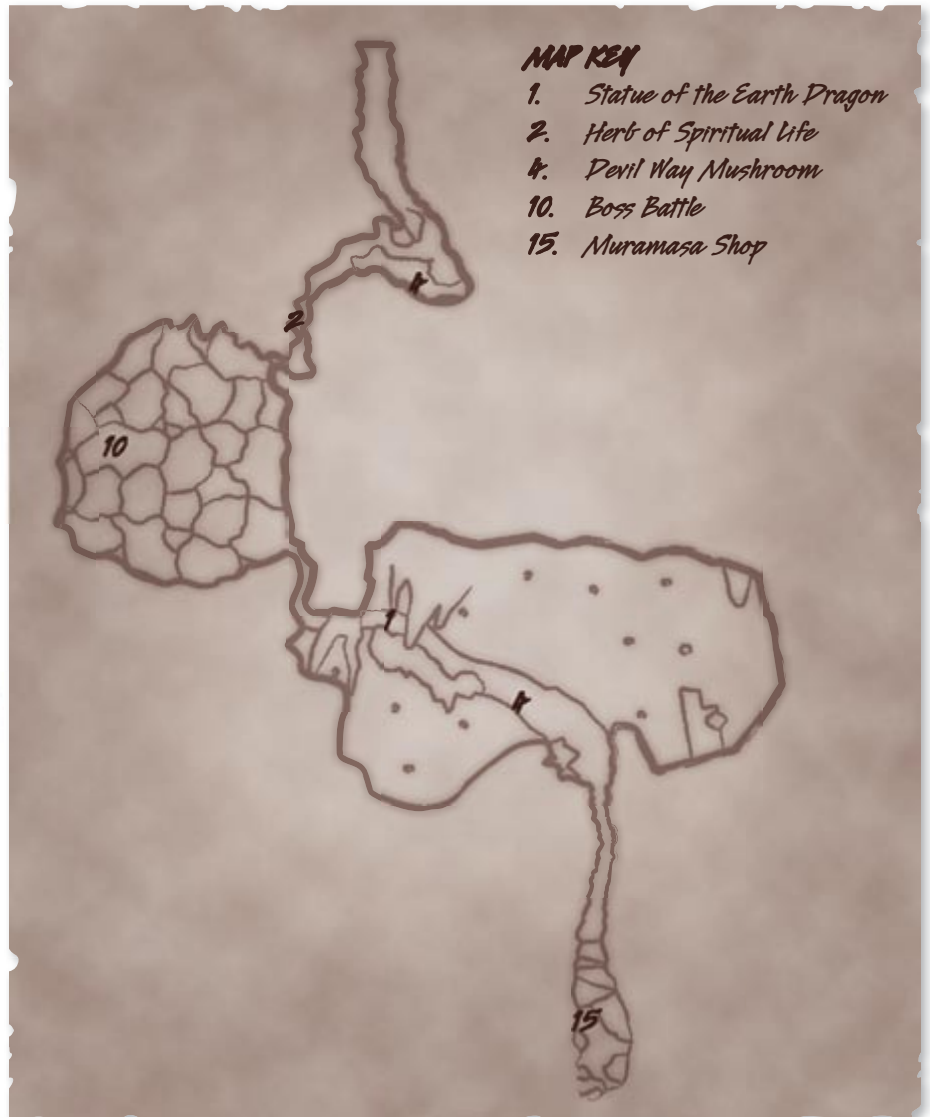 MAP KEY
1. Statue of the Earth Dragon
2. Herb of Spiritual Life
4. Devil Way Mushroom
10. Boss Battle
15. Muramasa Shop
4
2
10
1
4
15